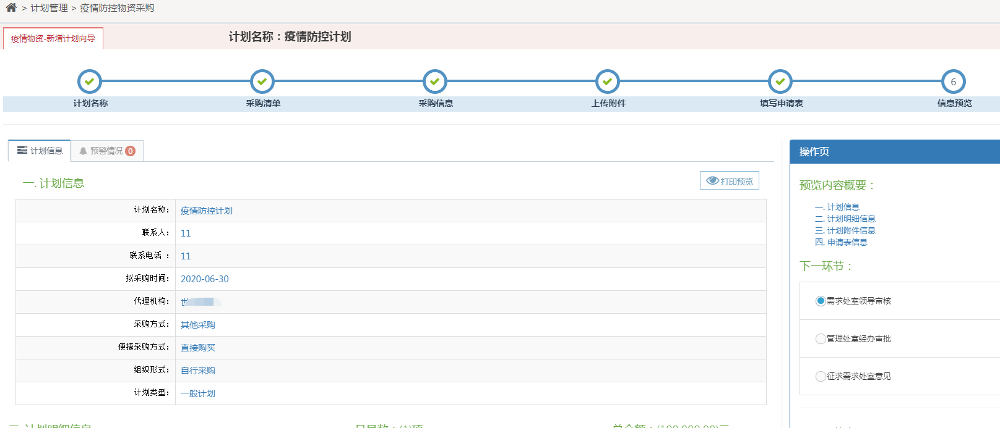 > 计划管理 > 疫情防控物资采购
疫情物资-新增计划向导
计划名称：疫情防控计划
6
计划名称 采购清单 采购信息 上传附件 填写申请表 信息预览
计划信息 预警情况 0
一. 计划信息
打印预览
计划名称： 疫情防控计划
联系人： 11
联系电话 ： 11
拟采购时间： 2020-06-30
代理机构：
采购方式： 其他采购
便捷采购方式： 直接购买
组织形式： 自行采购
计划类型： 一般计划
二. 计划明细信息
操作页
预览内容概要：
一. 计划信息
二. 计划明细信息
三. 计划附件信息
四. 申请表信息
下一环节：
需求处室领导审核
管理处室经办审批
征求需求处室意见